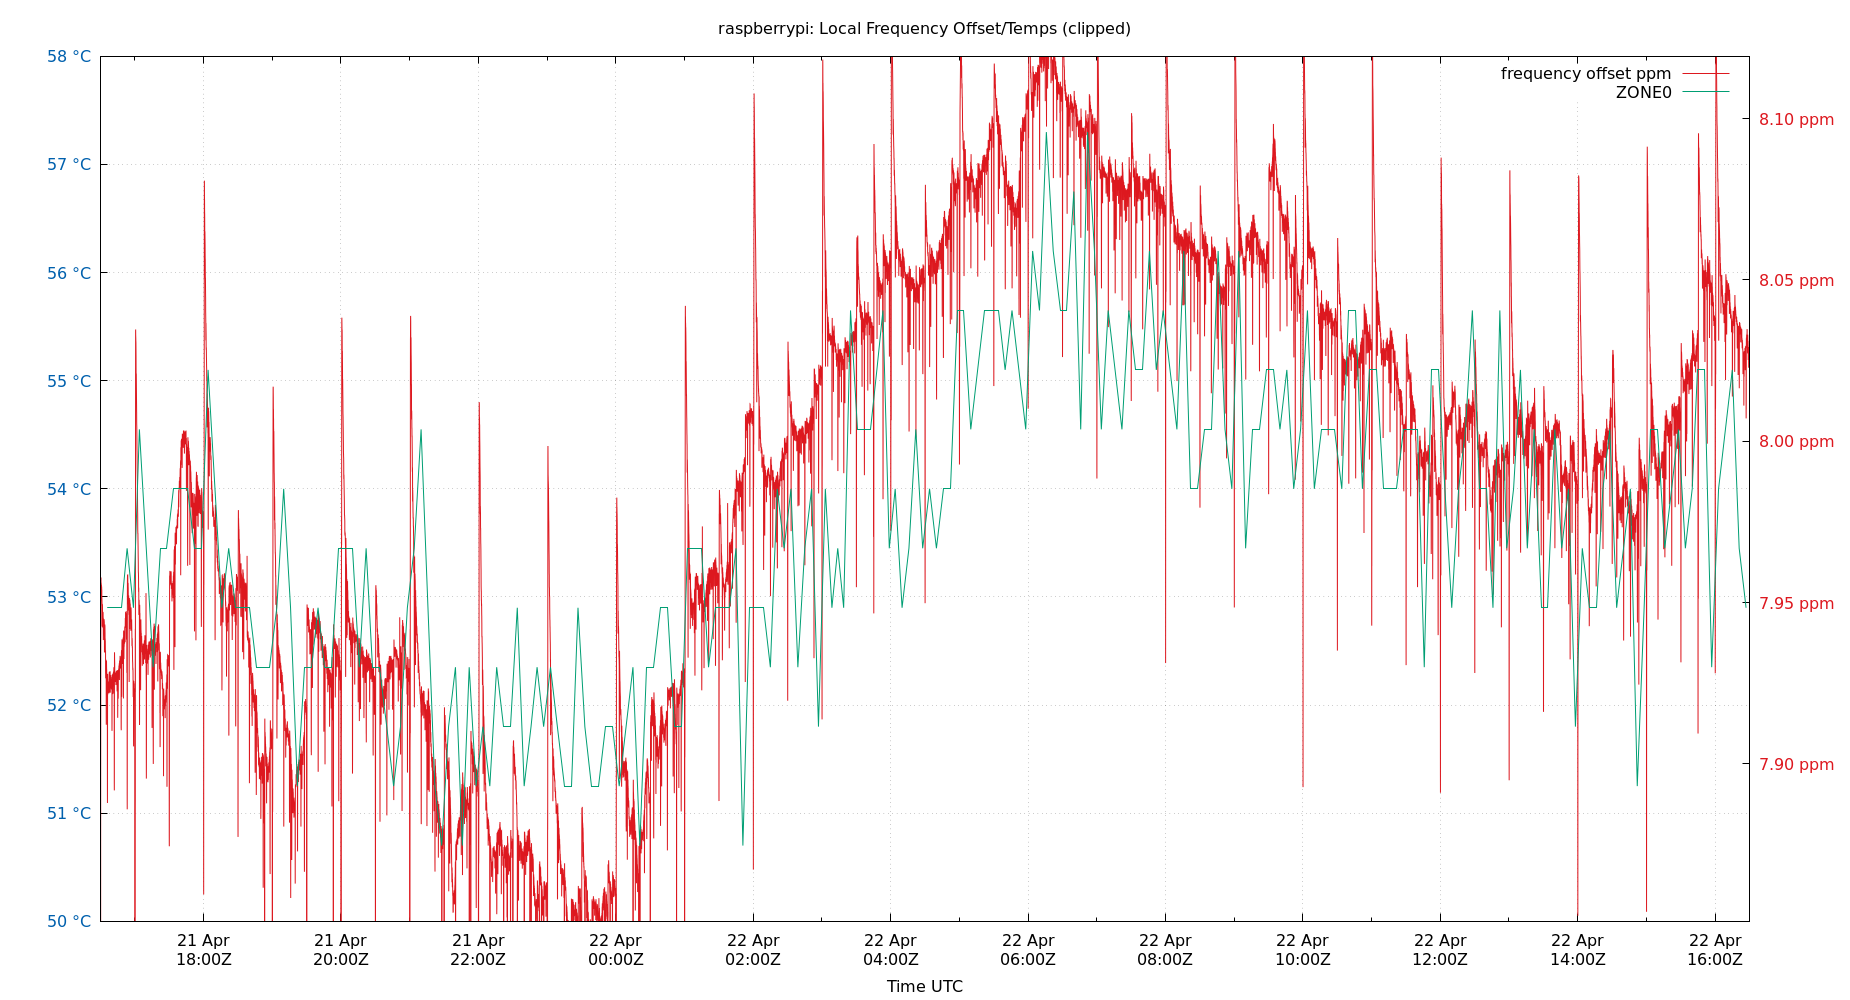 raspberrypi: Local Frequency Offset/Temps (clipped)
58 °C
57 °C
56 °C
55 °C
54 °C
53 °C
52 °C
51 °C
50 °C
frequency offset ppm
ZONE0
8.10 ppm
8.05 ppm
8.00 ppm
7.95 ppm
7.90 ppm
21 Apr 21 Apr 21 Apr 22 Apr 22 Apr 22 Apr 22 Apr 22 Apr 22 Apr 22 Apr 22 Apr 22 Apr
18:00Z 20:00Z 22:00Z 00:00Z 02:00Z 04:00Z 06:00Z 08:00Z 10:00Z 12:00Z 14:00Z 16:00Z
Time UTC